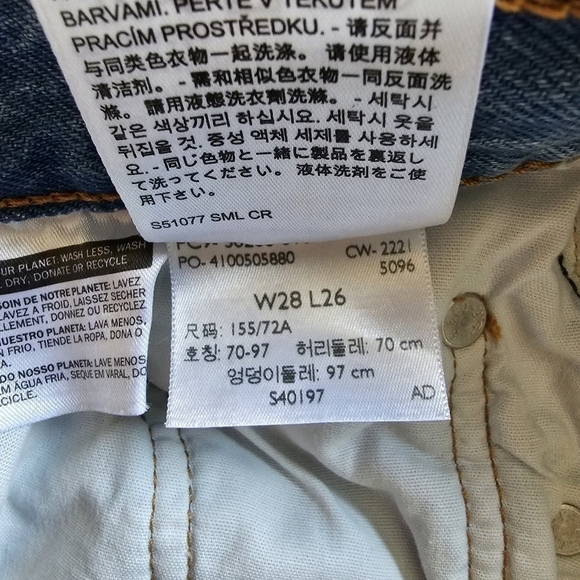 BARVAMI. PERTE V TEKUTÉM
PRACÍM PROSTŘEDKU. - 请反面并
与同类色衣物一起洗涤。请使用液体
清洁剂。- 需和相似色衣物一同反面洗
滌。請用液態洗衣劑洗滌。- 세탁시
같은 색상끼리 하십시요. 세탁시 옷을
뒤집을 것. 중성 액체 세제를 사용하세
요. - 同じ色物と一緒に製品を裏返し
て洗ってください。液体洗剤をご使
用下さい。
S51077 SML CR
UR PLANET: WASH LESS, WASH
, DRY, DONATE OR RECYCLE
SOIN DE NOTRE PLANETE: LAVEZ
LAVEZ A FROID, LAISSEZ SECHER
L'AIR LIBRE, DONNEZ OU RECYCLEZ
NUESTRO PLANETA: LAVA MENOS,
EN FRIO, TIENDE LA ROPA, DONA O
LA.
DO NOSSO PLANETA: LAVE MENOS,
EM ÁGUA FRIA, SEQUE EM VARAL, DO
CLE.
PO- 4100505880
CW- 2221
5096
W28 L26
尺码: 155/72A
호칭: 70-97 허리둘레: 70 cm
엉덩이둘레: 97 cm
S40197
AD